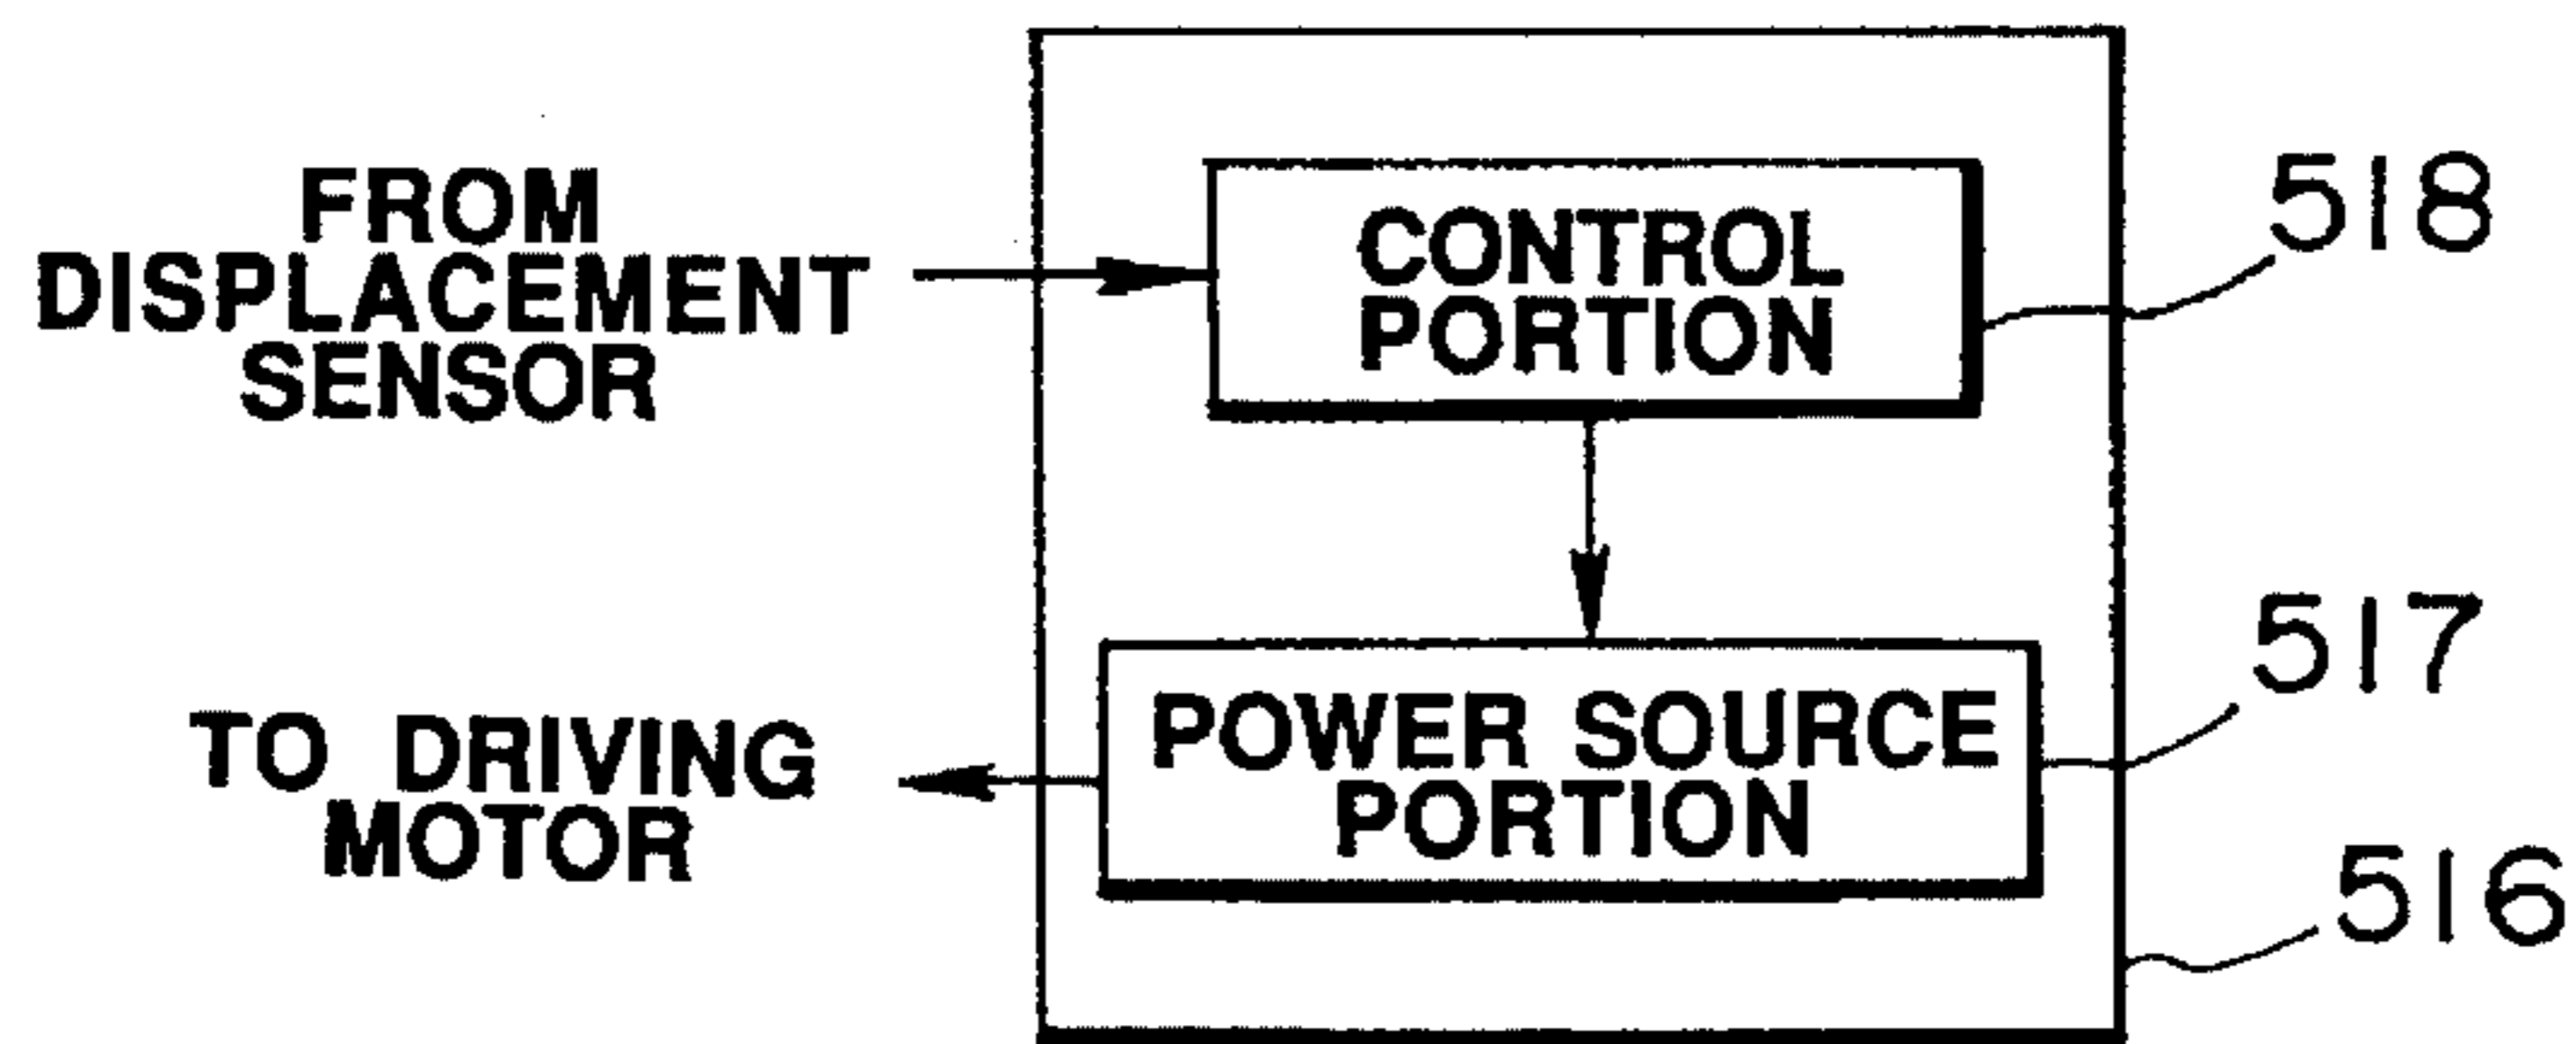 FROM
DISPLACEMENT
SENSOR
CONTROL
PORTION
518
TO DRIVING
MOTOR
POWER SOURCE
PORTION
517
516